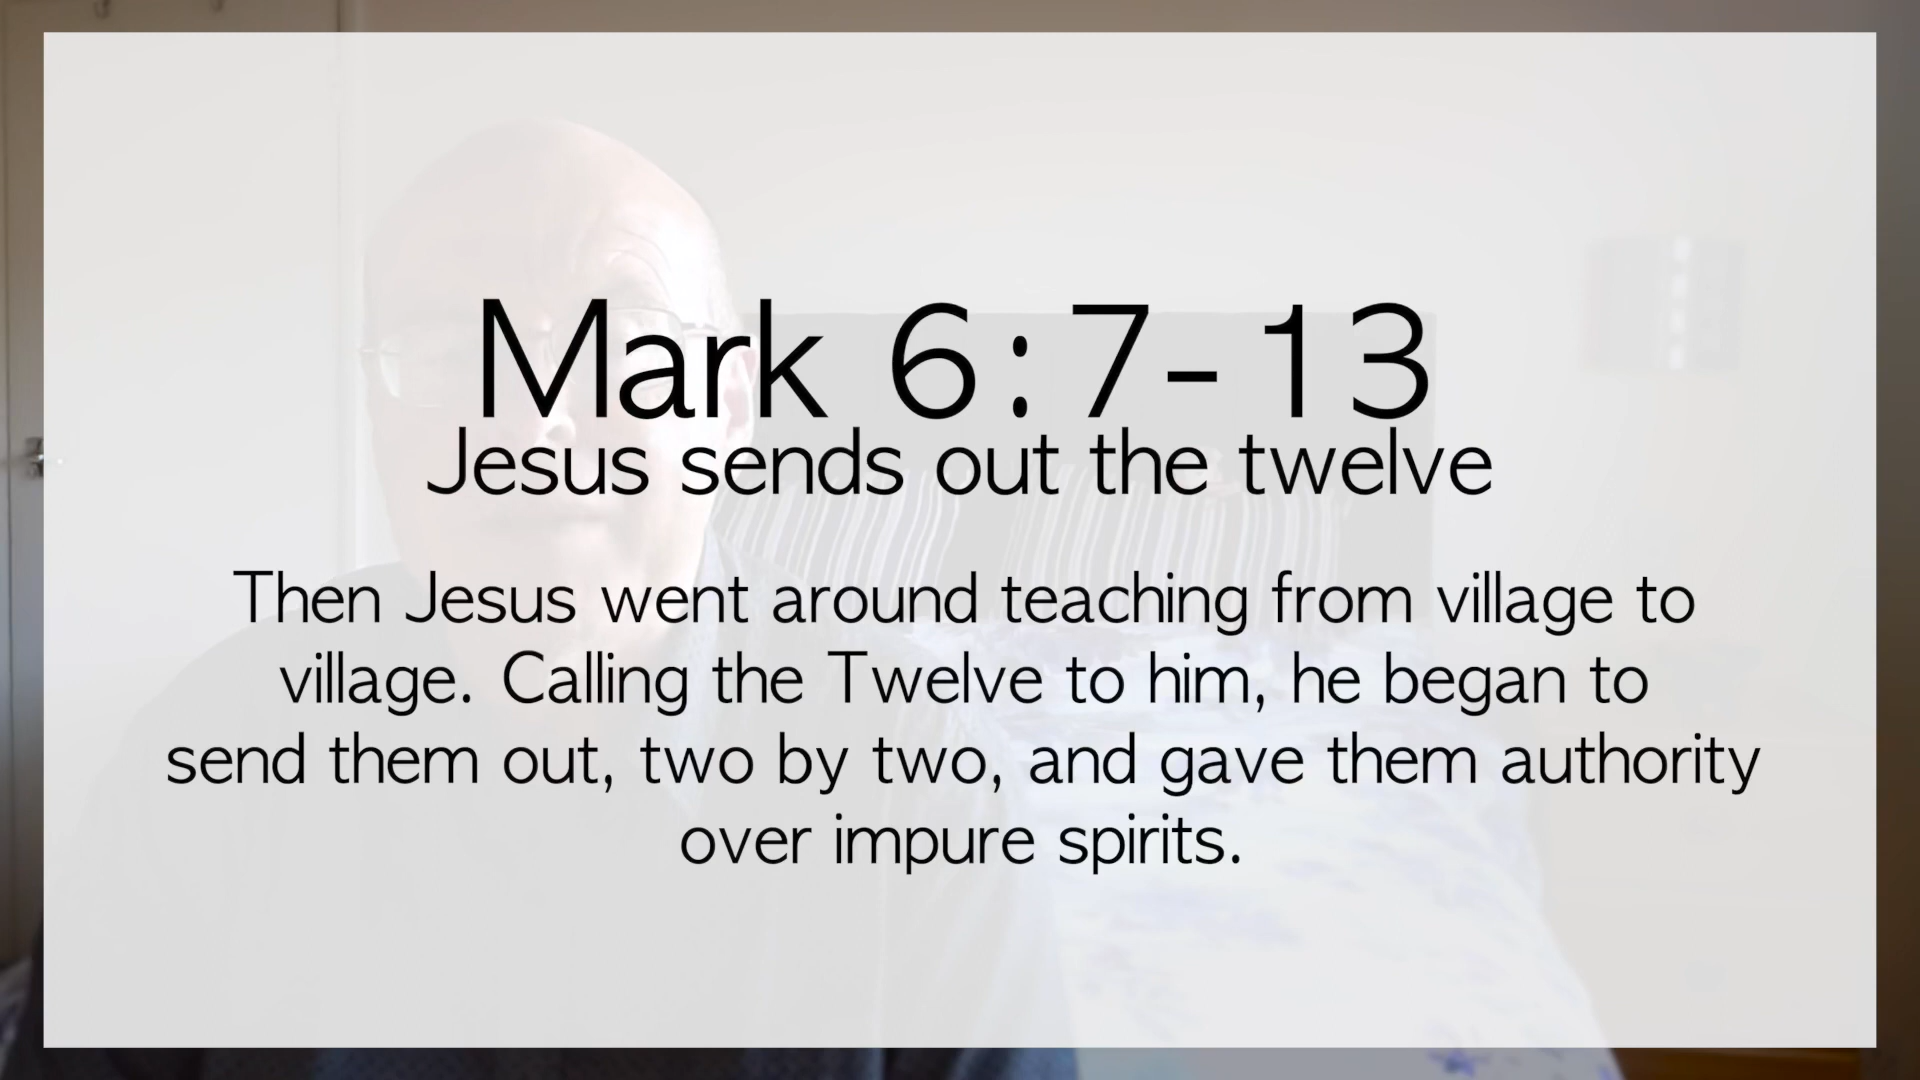 Mark 6:7-13
Jesus sends out the twelve
Then Jesus went around teaching from village to
village. Calling the Twelve to him, he began to
send them out, two by two, and gave them authority
over impure spirits.